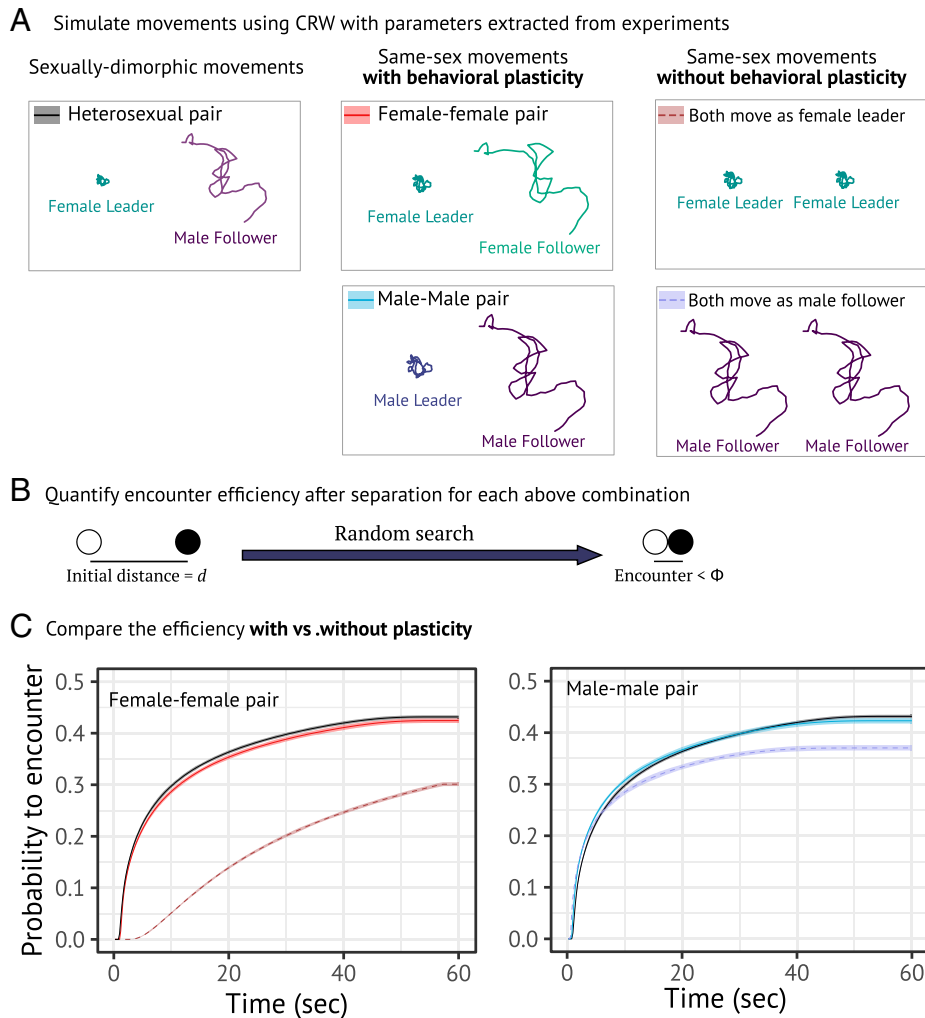 A Simulate movements using CRW with parameters extracted from experiments
Sexually-dimorphic movements
Same-sex movements
with behavioral plasticity
Same-sex movements
without behavioral plasticity
Heterosexual pair
Female Leader
Male Follower
Female-female pair
Female Leader
Female Follower
Both move as female leader
Female Leader
Female Leader
Male-Male pair
Male Leader
Male Follower
Both move as male follower
Male Follower
Male Follower
B Quantify encounter efficiency after separation for each above combination
Initial distance = d
Random search
Encounter < Φ
C Compare the efficiency with vs .without plasticity
Probability to encounter
Female-female pair
0.5
0.4
0.3
0.2
0.1
0.0
0
20
40
60
Time (sec)
Male-male pair
0.5
0.4
0.3
0.2
0.1
0.0
0
20
40
60
Time (sec)